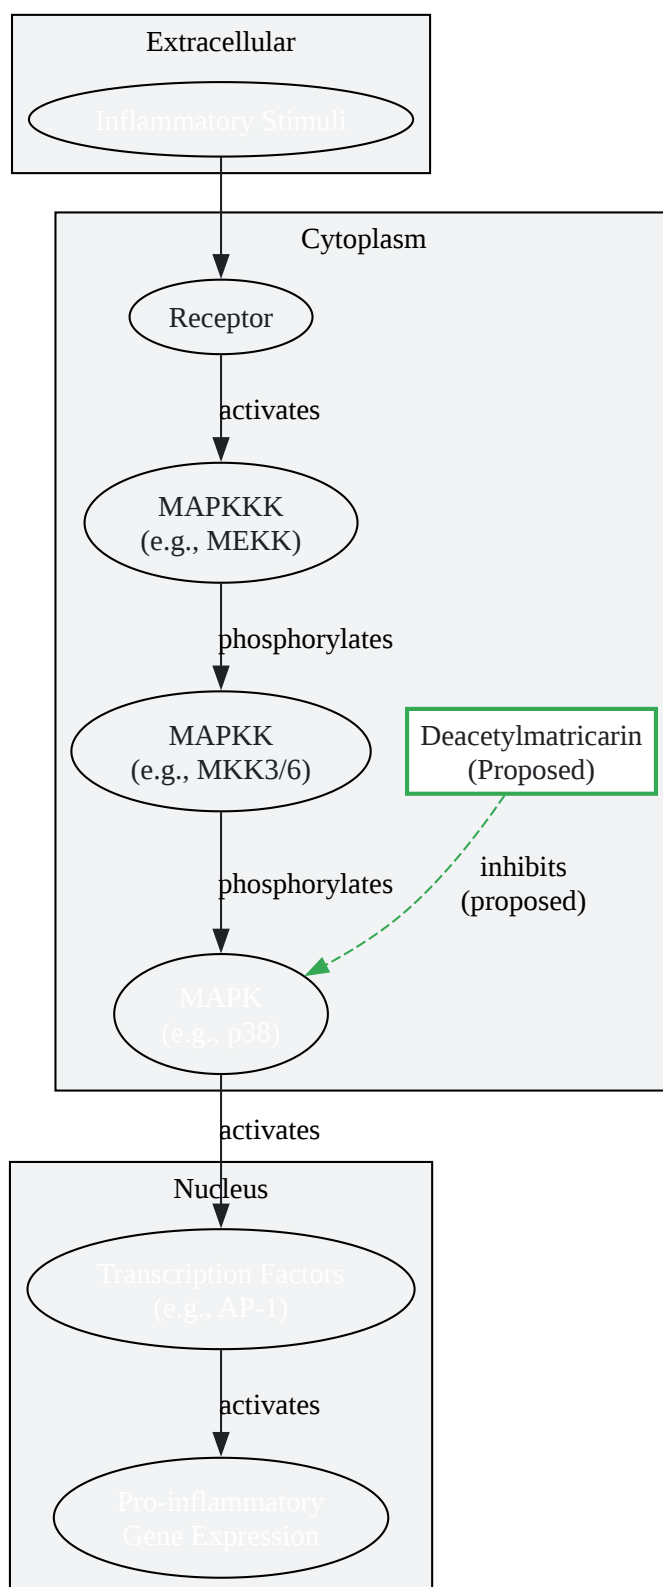 Extracellular
Inflammatory Stimuli
Cytoplasm
Receptor
activates
MAPKKK
(e.g., MEKK)
phosphorylates
MAPKK
(e.g., MKK3/6)
Deacetylmatricarin
(Proposed)
phosphorylates
inhibits
(proposed)
MAPK
(e.g., p38)
activates
Nucleus
Transcription Factors
(e.g., AP-1)
activates
Pro-inflammatory
Gene Expression